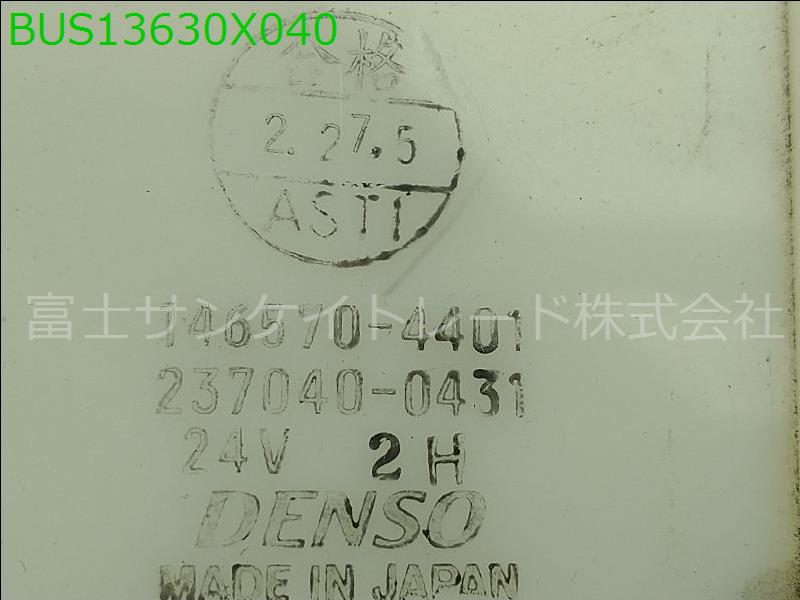 BUS13630X040
合格
2.27.5
ASTI
富士サンケイトレード株式会社
146570-4401
237040-0431
24V 2H
DENSO
MADE IN JAPAN